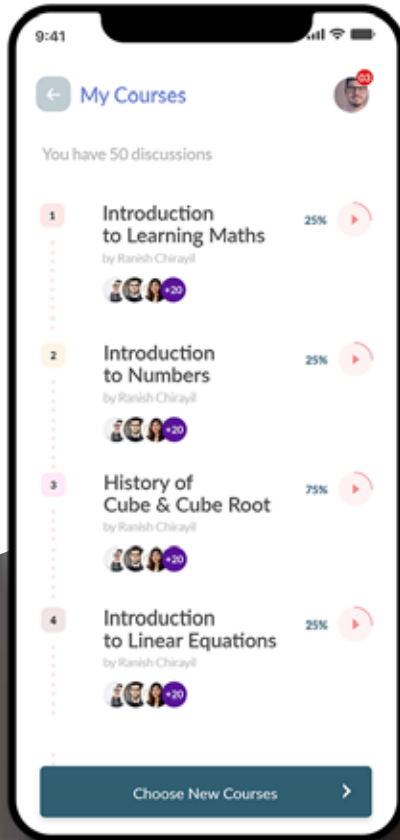 9:41
My Courses
03
You have 50 discussions
1
Introduction
to Learning Maths
25%
by Ranish Chirayil
+20
2
Introduction
to Numbers
25%
by Ranish Chirayil
+20
3
History of
Cube & Cube Root
75%
by Ranish Chirayil
+20
4
Introduction
to Linear Equations
25%
by Ranish Chirayil
+20
Choose New Courses